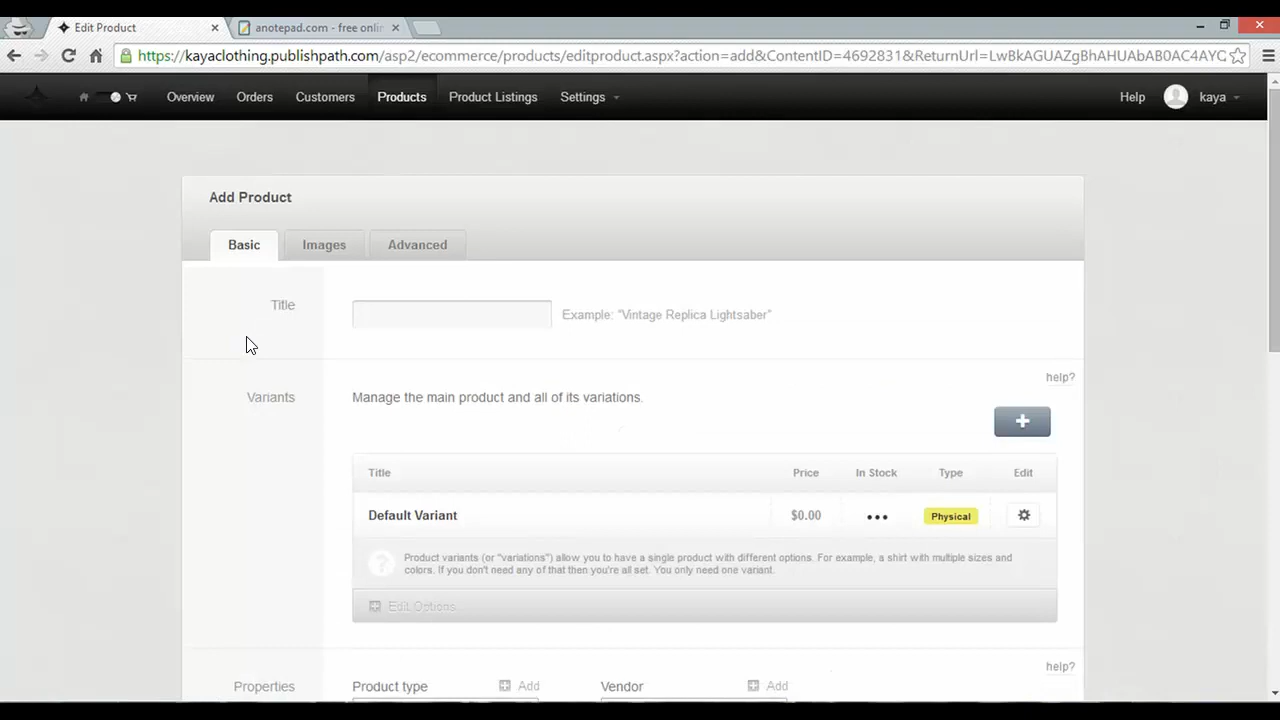 Edit Product
anotepad.com - free onlin
https://kayaclothing.publishpath.com/asp2/ecommerce/products/editproduct.aspx?action=add&ContentID=4692831&ReturnUrl=LwBkAGUAZgBhAHUAbAB0AC4AYQ
Overview Orders Customers Products Product Listings Settings Help kaya
Add Product
Basic Images Advanced
Title Example: "Vintage Replica Lightsaber"
help?
Variants Manage the main product and all of its variations.
Title Price In Stock Type Edit
Default Variant $0.00 ••• Physical
Product variants (or "variations") allow you to have a single product with different options. For example, a shirt with multiple sizes and
colors. If you don't need any of that then you're all set. You only need one variant.
Edit Options...
help?
Properties Product type Add Vendor Add